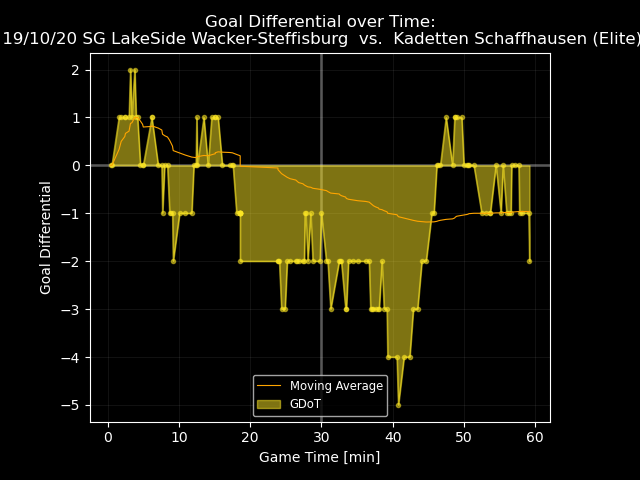 Goal Differential over Time:
19/10/20 SG LakeSide Wacker-Steffisburg  vs.  Kadetten Schaffhausen (Elite)
2
1
0
−1
−2
−3
−4
−5
Goal Differential
Moving Average
GDoT
0 10 20 30 40 50 60
Game Time [min]